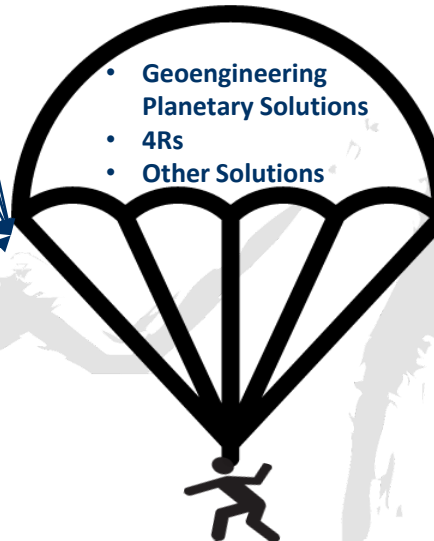 • Geoengineering
Planetary Solutions
• 4Rs
• Other Solutions